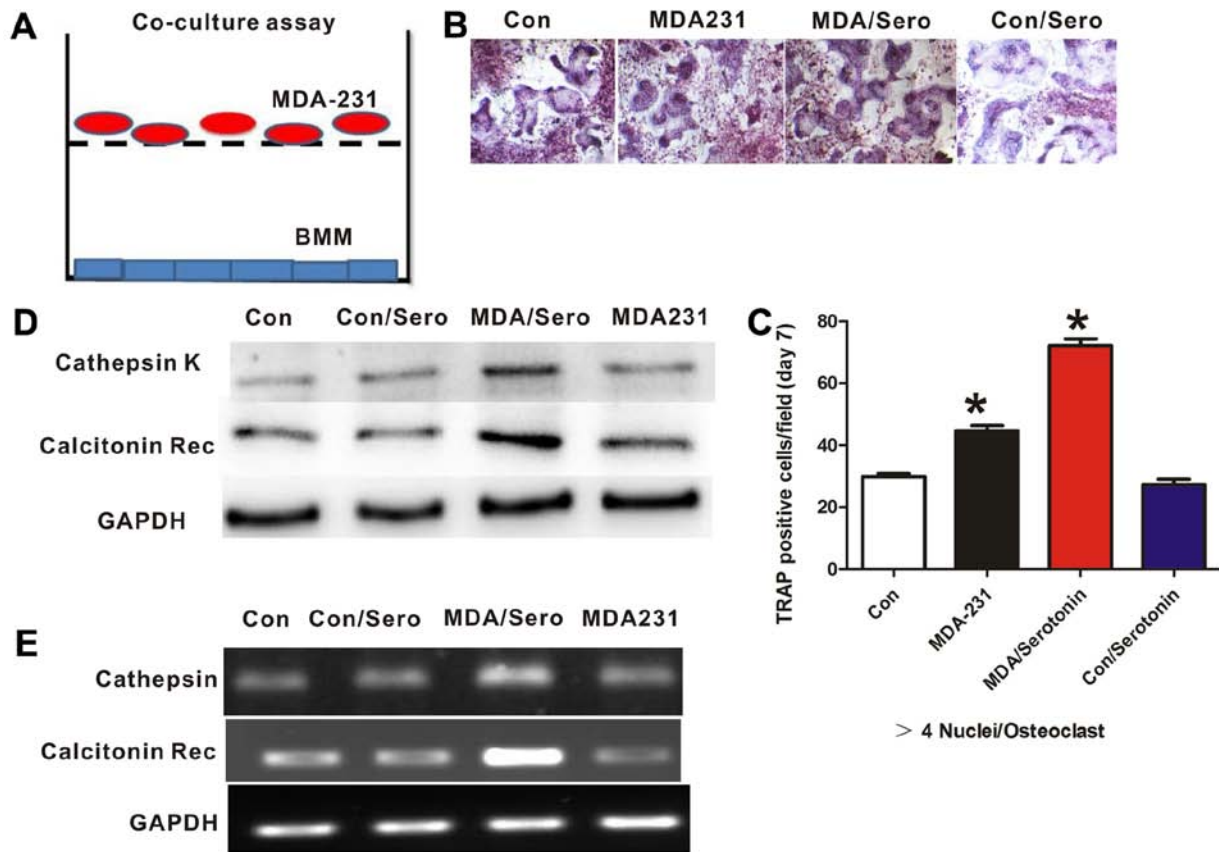 A
Co-culture assay
MDA-231
BMM
B
Con MDA231 MDA/Sero Con/Sero
D
Con Con/Sero MDA/Sero MDA231
Cathepsin K
Calcitonin Rec
GAPDH
C
TRAP positive cells/field (day 7)
80
60
40
20
0
* *
Con MDA-231 MDA/Serotonin Con/Serotonin
> 4 Nuclei/Osteoclast
E
Con Con/Sero MDA/Sero MDA231
Cathepsin
Calcitonin Rec
GAPDH